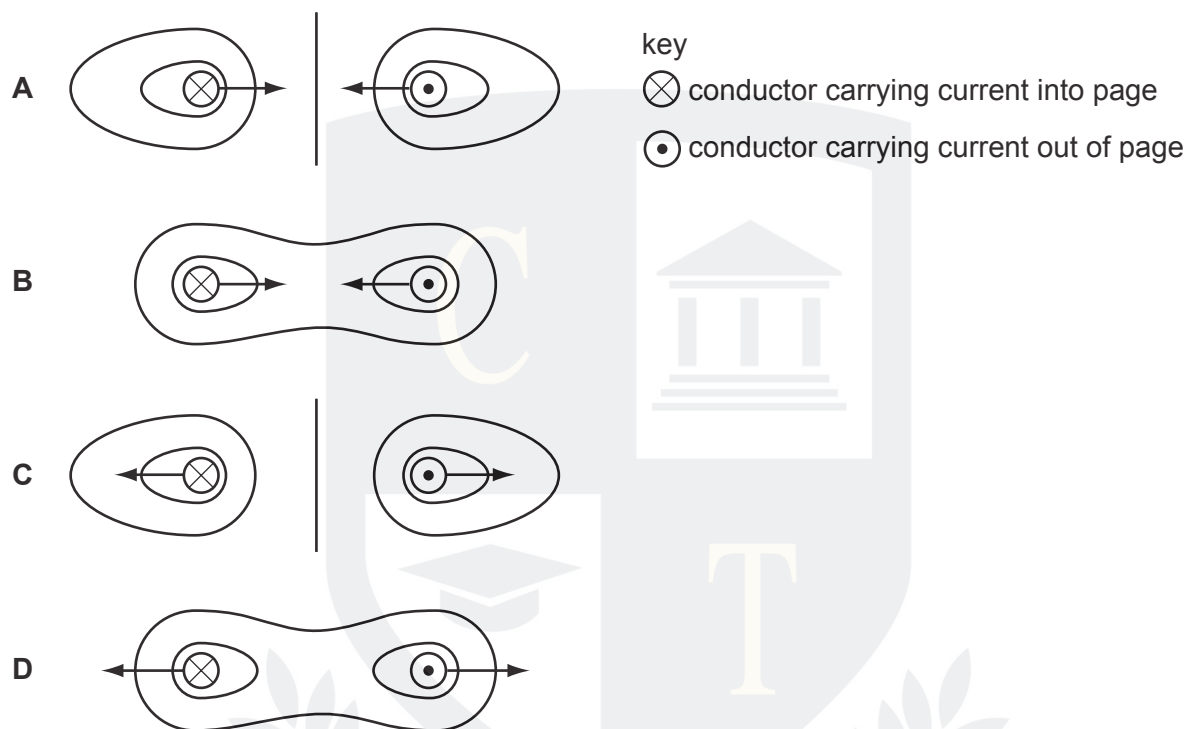 key
A
conductor carrying current into page
conductor carrying current out of page
B
C
D
C
T